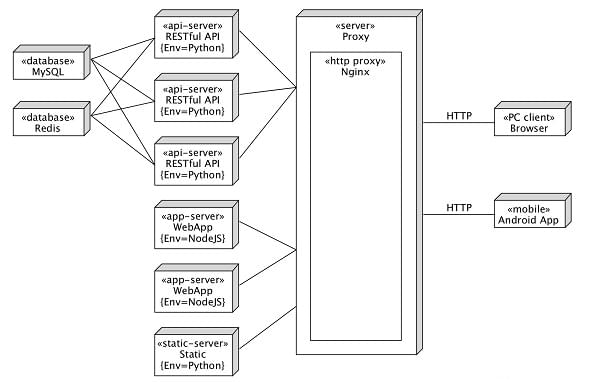 «database»
MySQL
«database»
Redis
«api-server»
RESTful API
{Env=Python}
«api-server»
RESTful API
{Env=Python}
«api-server»
RESTful API
{Env=Python}
«app-server»
WebApp
{Env=NodeJS}
«app-server»
WebApp
{Env=NodeJS}
«static-server»
Static
{Env=Python}
«server»
Proxy
«http proxy»
Nginx
HTTP
HTTP
«PC client»
Browser
«mobile»
Android App